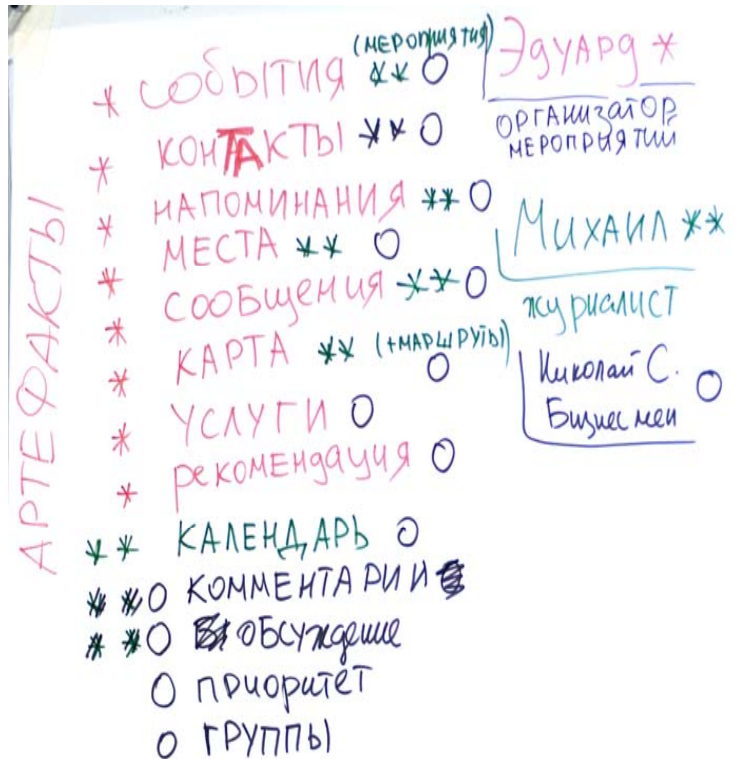 АРТЕФАКТЫ
(МЕРОПРИЯТИЯ)
* СОБЫТИЯ ** O
* КОНТАКТЫ ** O
* НАПОМИНАНИЯ ** O
* МЕСТА ** O
* СООБЩЕНИЯ ** O
* КАРТА ** (+МАРШРУТЫ) O
* УСЛУГИ O
* рекомендация O
** КАЛЕНДАРЬ O
** O КОММЕНТАРИИ
** O ОБСУждение
O приоритет
O ГРУППЫ
Эдуард *
ОРГАНИЗАТОР
МЕРОПРИЯТИЙ
Михаил **
журналист
Николай С. O
Бизнесмен